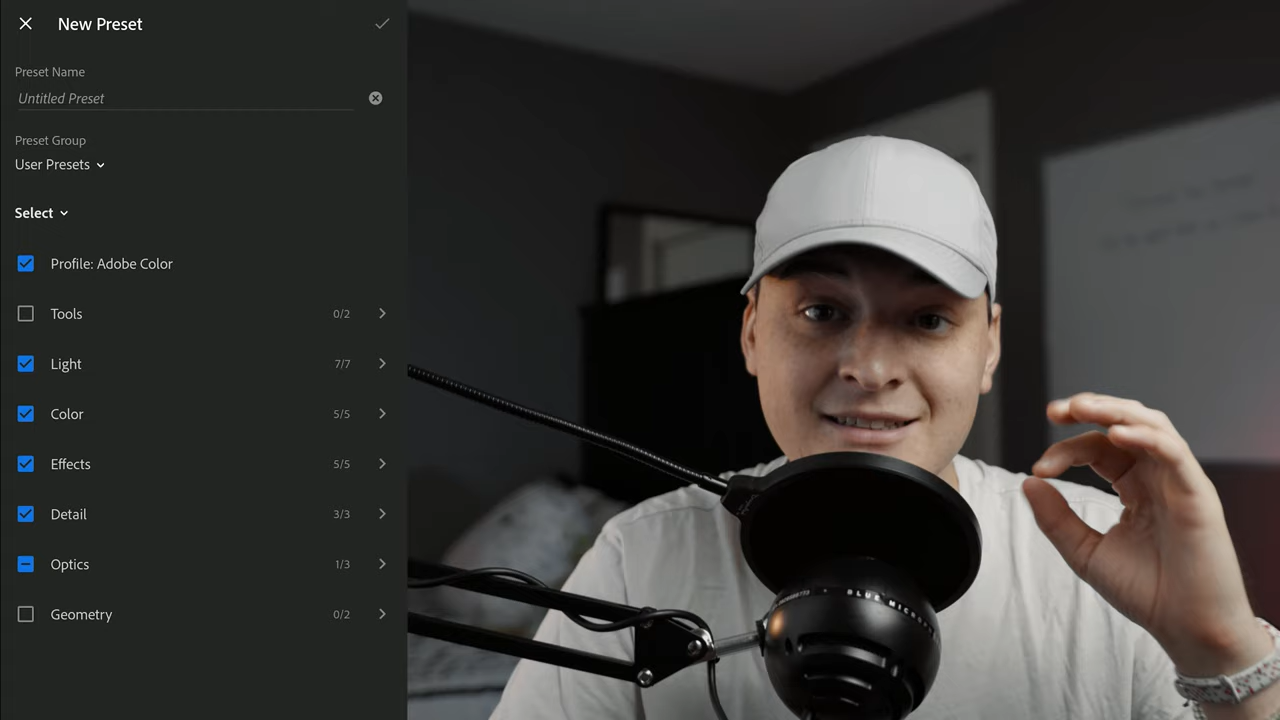 New Preset
Preset Name
Untitled Preset
Preset Group
User Presets
Select
Profile: Adobe Color
Tools 0/2
Light 7/7
Color 5/5
Effects 5/5
Detail 3/3
Optics 1/3
Geometry 0/2
BLUE